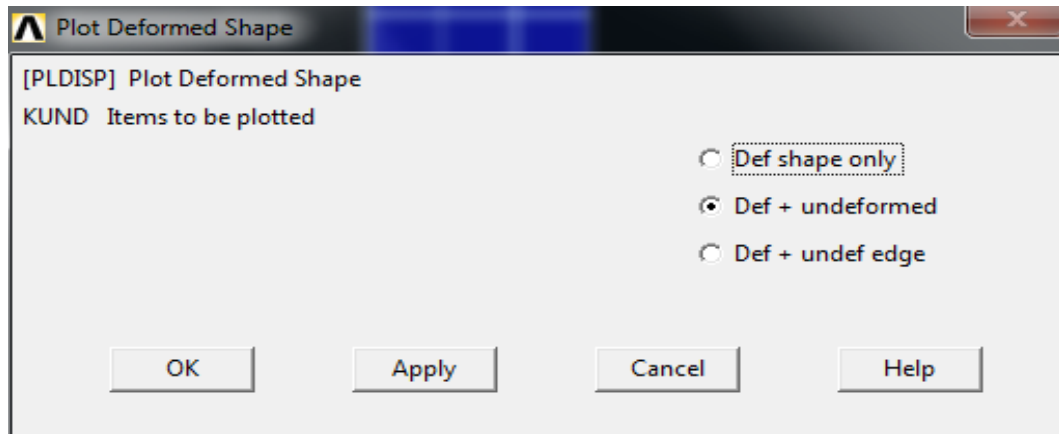 Plot Deformed Shape
[PLDISP] Plot Deformed Shape
KUND Items to be plotted
Def shape only
Def + undeformed
Def + undef edge
OK Apply Cancel Help